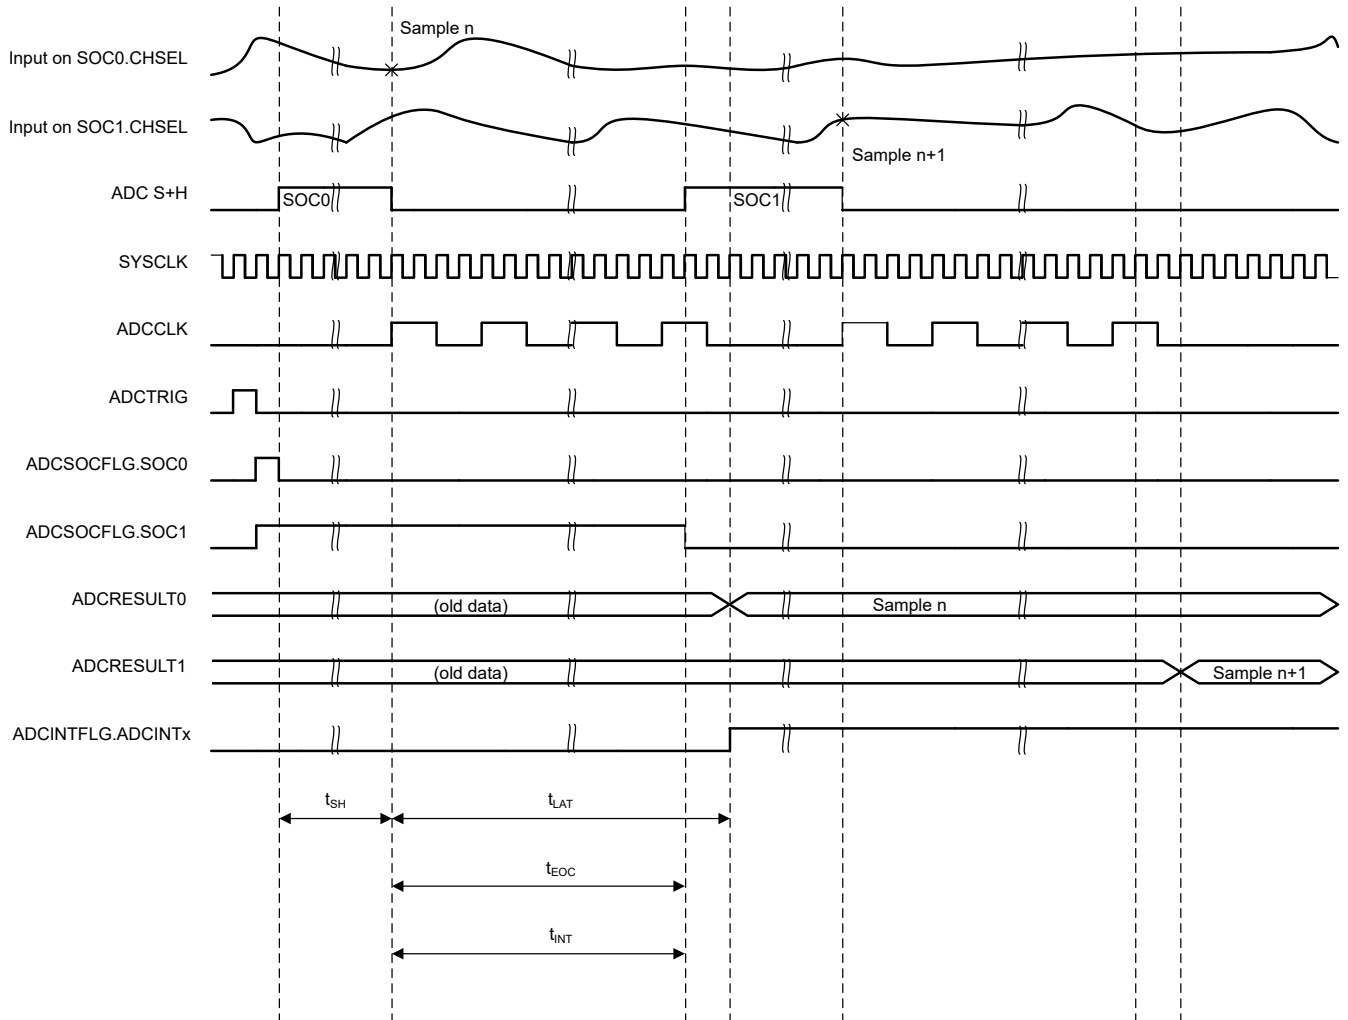 Sample n
Input on SOC0.CHSEL
Input on SOC1.CHSEL
Sample n+1
ADC S+H
SOC0
SOC1
SYSCLK
ADCCLK
ADCTRIG
ADCSOCFLG.SOC0
ADCSOCFLG.SOC1
ADCRESULT0
(old data)
Sample n
ADCRESULT1
(old data)
Sample n+1
ADCINTFLG.ADCINTx
tSH
tLAT
tEOC
tINT